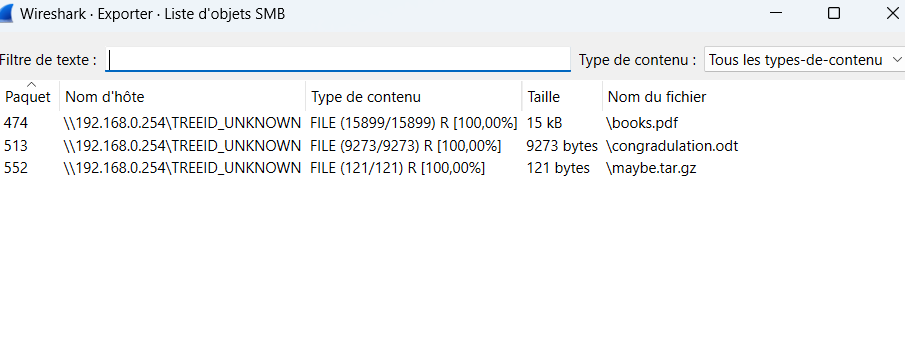 Wireshark · Exporter · Liste d'objets SMB
Filtre de texte : Type de contenu : Tous les types-de-contenu
Paquet Nom d'hôte Type de contenu Taille Nom du fichier
474 \\192.168.0.254\TREEID_UNKNOWN FILE (15899/15899) R [100,00%] 15 kB \books.pdf
513 \\192.168.0.254\TREEID_UNKNOWN FILE (9273/9273) R [100,00%] 9273 bytes \congradulation.odt
552 \\192.168.0.254\TREEID_UNKNOWN FILE (121/121) R [100,00%] 121 bytes \maybe.tar.gz